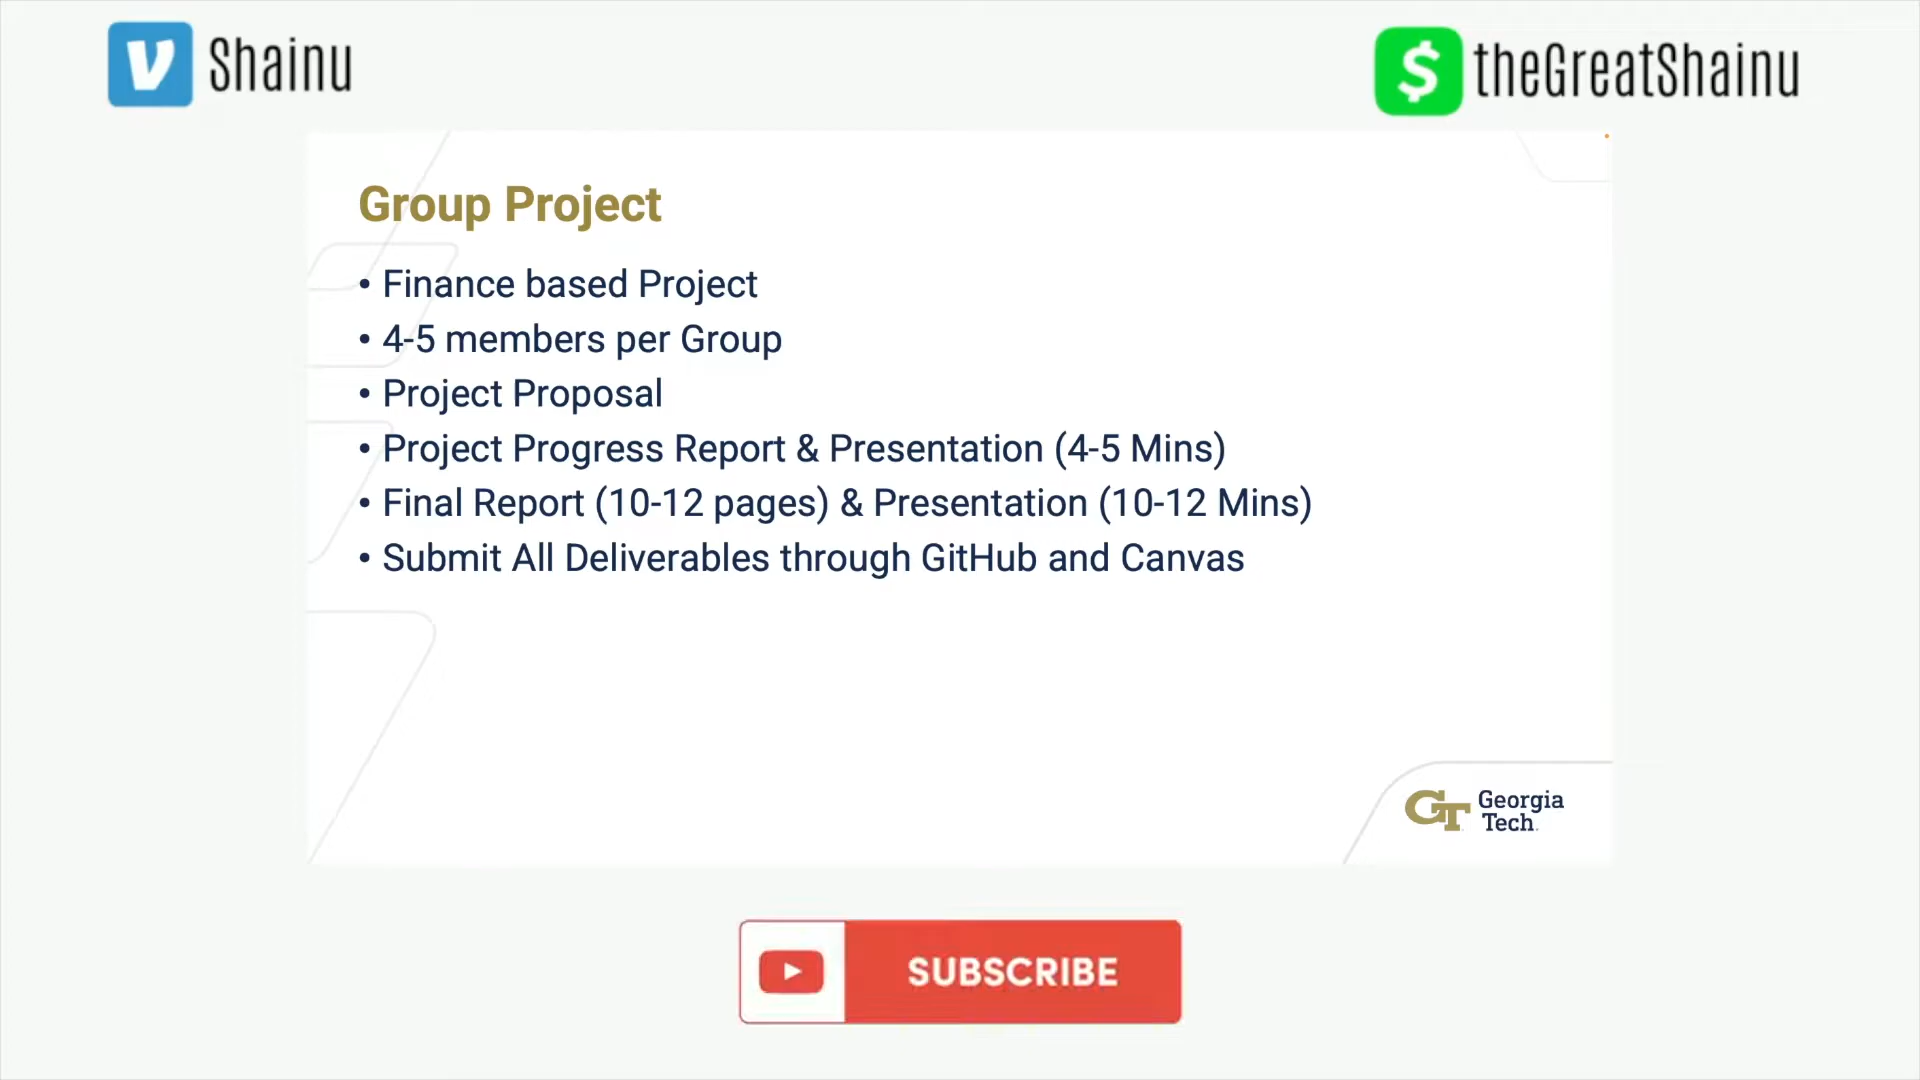 Shainu
theGreatShainu
Group Project
• Finance based Project
• 4-5 members per Group
• Project Proposal
• Project Progress Report & Presentation (4-5 Mins)
• Final Report (10-12 pages) & Presentation (10-12 Mins)
• Submit All Deliverables through GitHub and Canvas
GT Georgia
Tech
SUBSCRIBE